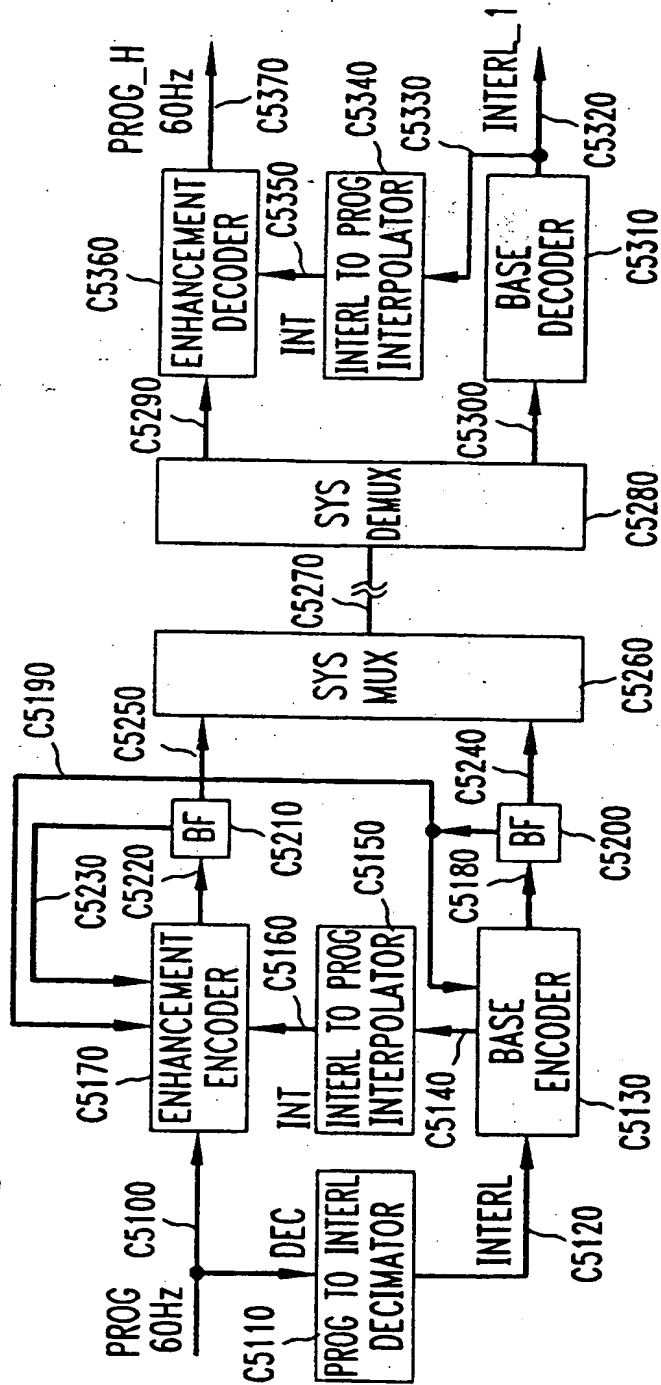 PROG
60Hz
C5100
DEC
C5110
PROG TO INTERL
DECIMATOR
INTERL
C5120
C5170
ENHANCEMENT
ENCODER
INT
C5160
INTERL TO PROG
INTERPOLATOR
C5150
C5140
BASE
ENCODER
C5130
C5230
C5220
BF
C5210
C5190
C5250
C5180
BF
C5200
C5240
SYS
MUX
C5260
C5270
SYS
DEMUX
C5280
C5290
C5300
C5360
ENHANCEMENT
DECODER
INT
C5350
INTERL TO PROG
INTERPOLATOR
C5340
C5330
BASE
DECODER
C5310
PROG_H
60Hz
C5370
INTERL_1
C5320